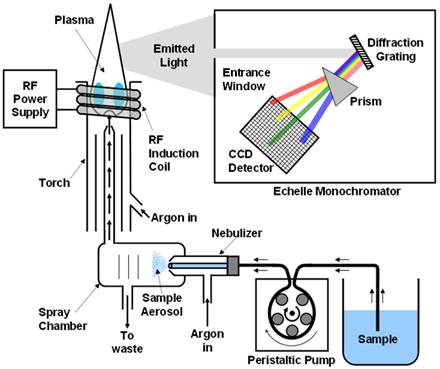 Plasma
Emitted
Light
Diffraction
Grating
Entrance
Window
Prism
CCD
Detector
Echelle Monochromator
RF
Power
Supply
RF
Induction
Coil
Torch
Argon in
Nebulizer
Spray
Chamber
Sample
Aerosol
To
waste
Argon
in
Peristaltic Pump
Sample